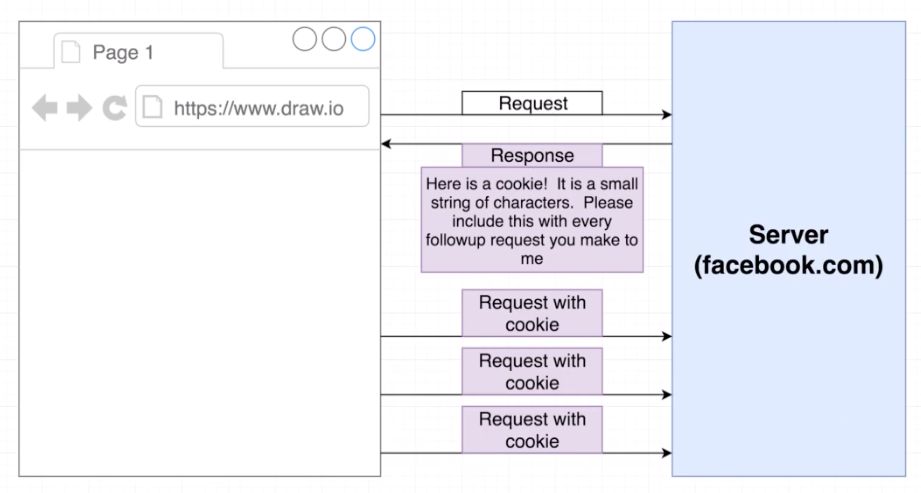 Page 1
https://www.draw.io
Request
Response
Here is a cookie! It is a small
string of characters. Please
include this with every
followup request you make to
me
Server
(facebook.com)
Request with
cookie
Request with
cookie
Request with
cookie